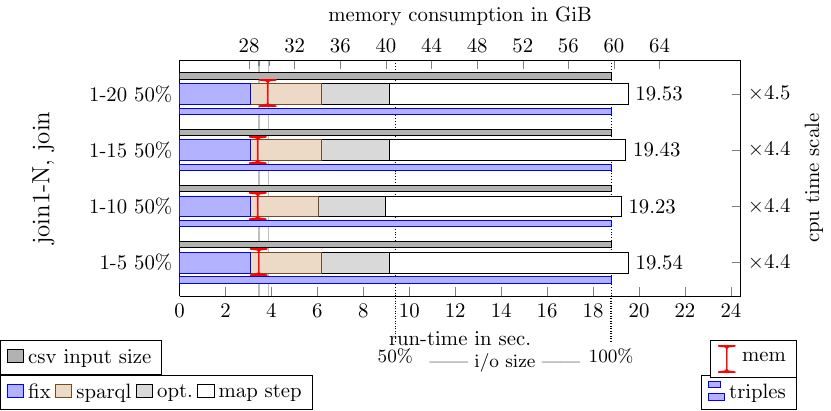 memory consumption in GiB
28 32 36 40 44 48 52 56 60 64
join1-N, join
1-20 50%
19.53
×4.5
1-15 50%
19.43
×4.4
1-10 50%
19.23
×4.4
1-5 50%
19.54
×4.4
cpu time scale
0 2 4 6 8 10 12 14 16 18 20 22 24
run-time in sec.
50% i/o size 100%
csv input size
mem
fix sparql opt. map step
triples